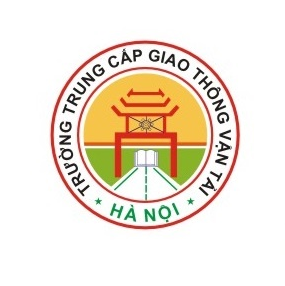 TRƯỜNG TRUNG CẤP GIAO THÔNG VẬN TẢI
HÀ NỘI